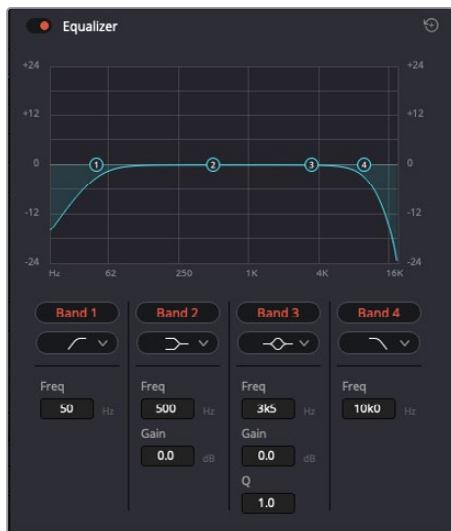 Equalizer
+24 +24
+12 +12
1 2 3 4
0 0
-12 -12
-24 -24
Hz 62 250 1K 4K 16K
Band 1 Band 2 Band 3 Band 4
Freq Freq Freq Freq
50 Hz 500 Hz 3k5 Hz 10k0 Hz
Gain Gain
0.0 dB 0.0 dB
Q
1.0